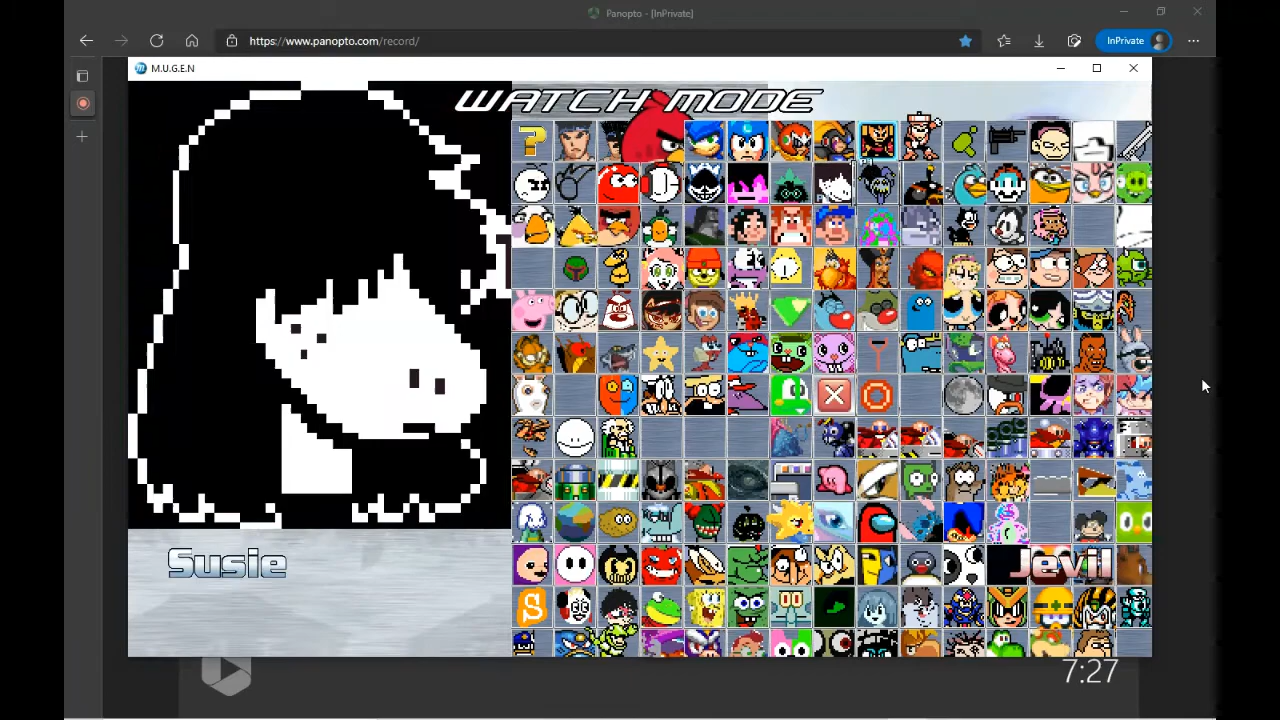 Panopto - [InPrivate]
https://www.panopto.com/record/
InPrivate
M.U.G.E.N
WATCH MODE
Susie
Jevil
7:27